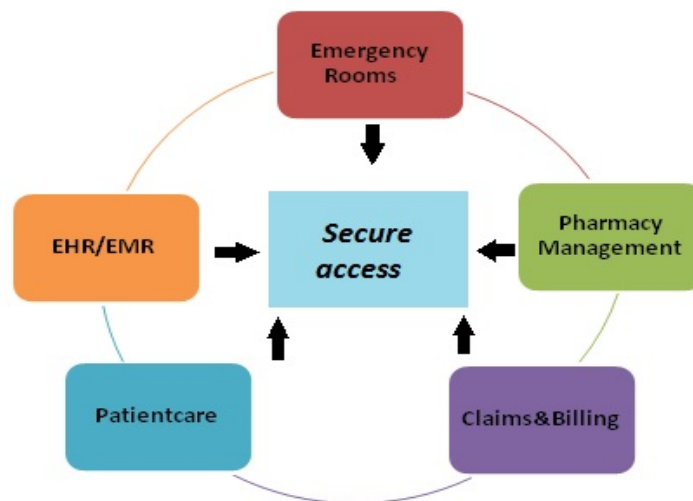 Emergency
Rooms
EHR/EMR
Secure
access
Pharmacy
Management
Patientcare
Claims&Billing